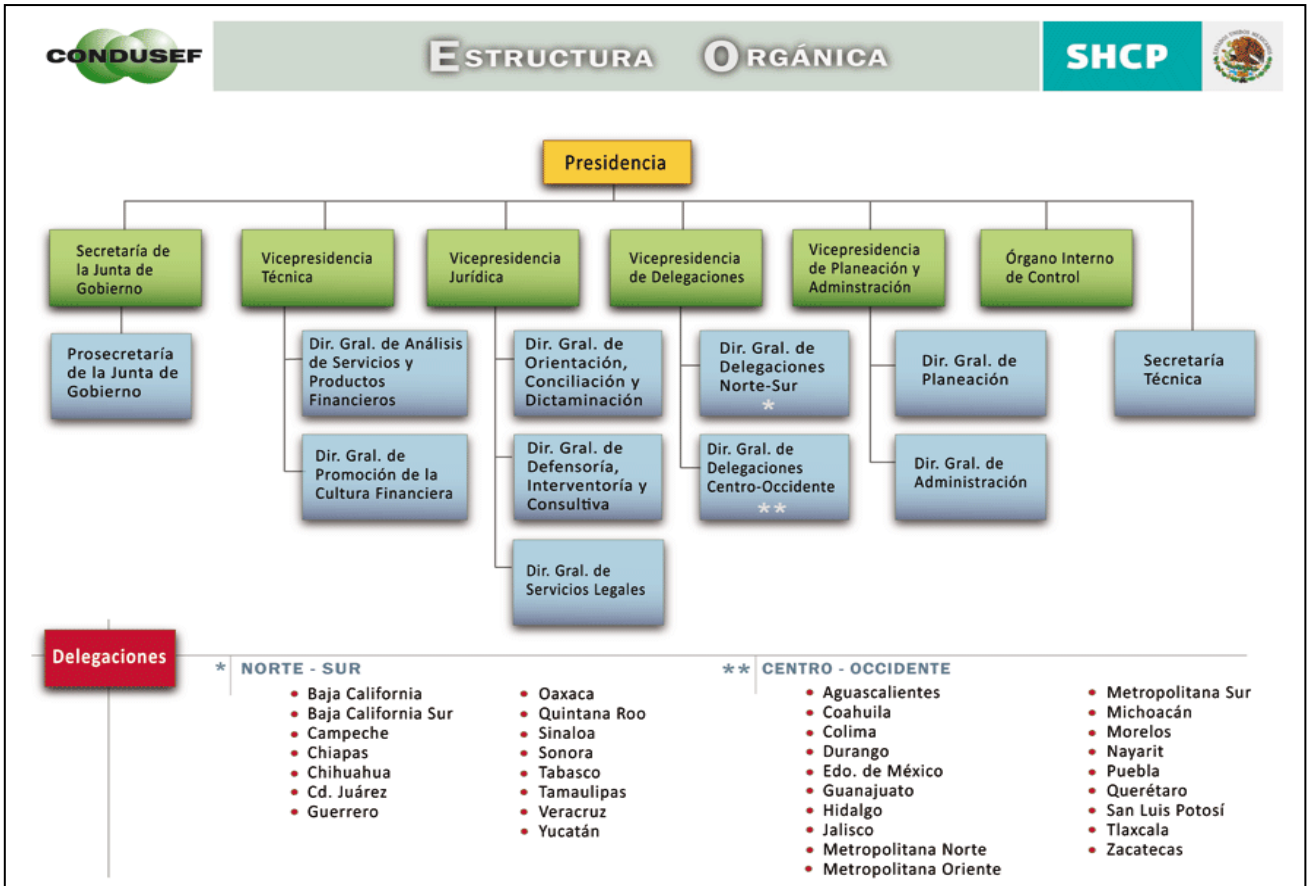 CONDUSEF
ESTRUCTURA ORGÁNICA
SHCP
Presidencia
Secretaría de
la Junta de
Gobierno
Vicepresidencia
Técnica
Vicepresidencia
Jurídica
Vicepresidencia
de Delegaciones
Vicepresidencia
de Planeación y
Adminstración
Órgano Interno
de Control
Prosecretaría
de la Junta de
Gobierno
Dir. Gral. de Análisis
de Servicios y
Productos
Financieros
Dir. Gral. de
Orientación,
Conciliación y
Dictaminación
Dir. Gral. de
Delegaciones
Norte-Sur
*
Dir. Gral. de
Planeación
Secretaría
Técnica
Dir. Gral. de
Promoción de la
Cultura Financiera
Dir. Gral. de
Defensoría,
Interventoría y
Consultiva
Dir. Gral. de
Delegaciones
Centro-Occidente
**
Dir. Gral. de
Administración
Dir. Gral. de
Servicios Legales
Delegaciones
* NORTE - SUR
Baja California
Baja California Sur
Campeche
Chiapas
Chihuahua
Cd. Juárez
Guerrero
Oaxaca
Quintana Roo
Sinaloa
Sonora
Tabasco
Tamaulipas
Veracruz
Yucatán
** CENTRO - OCCIDENTE
Aguascalientes
Coahuila
Colima
Durango
Edo. de México
Guanajuato
Hidalgo
Jalisco
Metropolitana Norte
Metropolitana Oriente
Metropolitana Sur
Michoacán
Morelos
Nayarit
Puebla
Querétaro
San Luis Potosí
Tlaxcala
Zacatecas